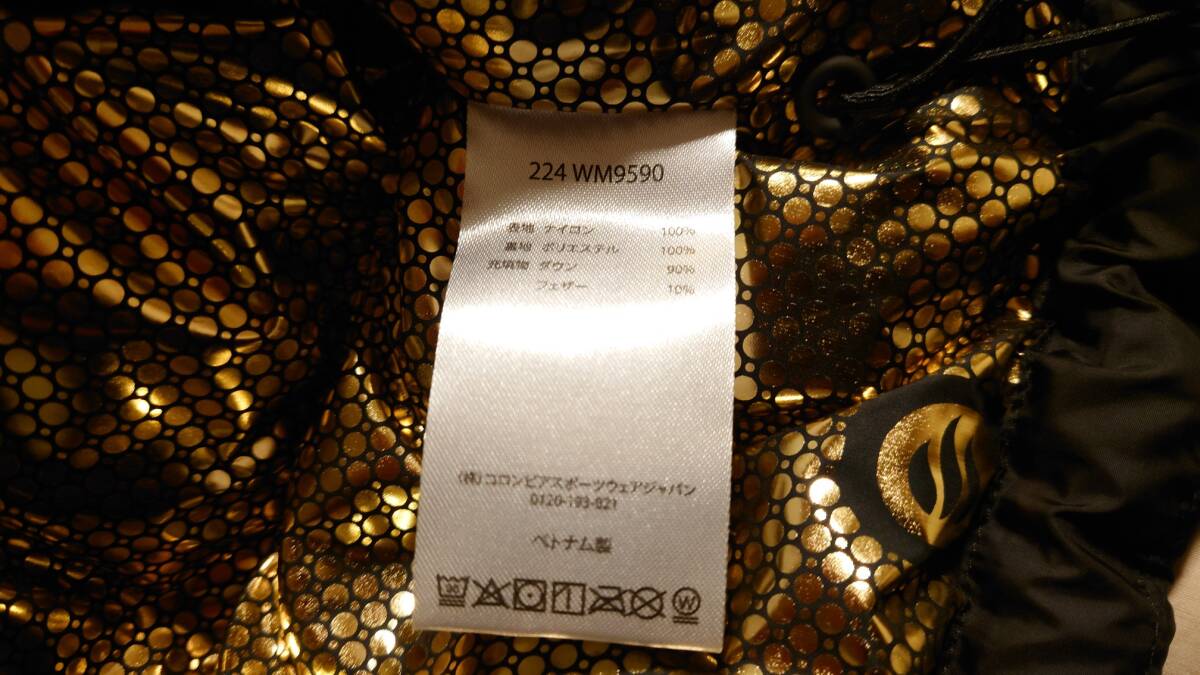 224 WM9590
表地 ナイロン 100%
裏地 ポリエステル 100%
充填物 ダウン 90%
フェザー 10%
(株)コロンビアスポーツウェアジャパン
0120-193-821
ベトナム製
30
W